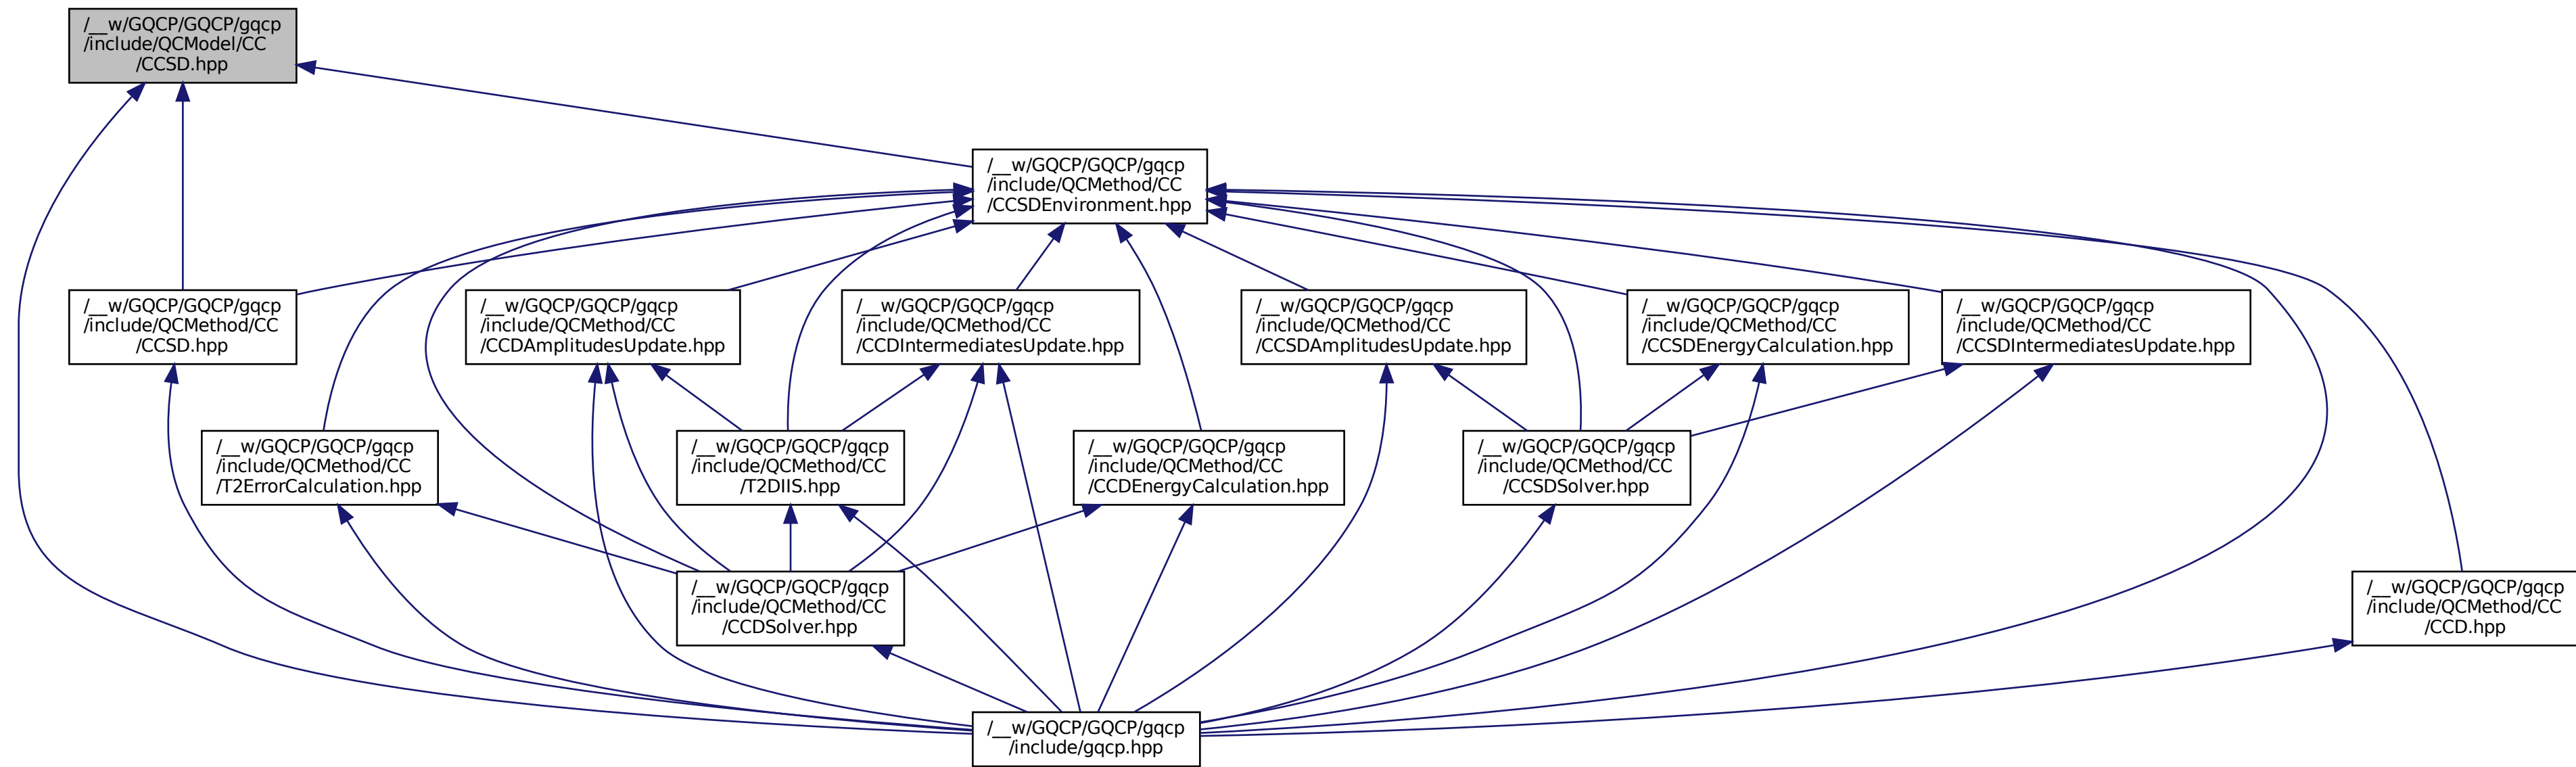 /__w/GQCP/GQCP/gqcp
/include/QCModel/CC
/CCSD.hpp
/__w/GQCP/GQCP/gqcp
/include/QCMethod/CC
/CCSDEnvironment.hpp
/__w/GQCP/GQCP/gqcp
/include/QCMethod/CC
/CCSD.hpp
/__w/GQCP/GQCP/gqcp
/include/QCMethod/CC
/CCDAmplitudesUpdate.hpp
/__w/GQCP/GQCP/gqcp
/include/QCMethod/CC
/CCDIntermediatesUpdate.hpp
/__w/GQCP/GQCP/gqcp
/include/QCMethod/CC
/CCSDAmplitudesUpdate.hpp
/__w/GQCP/GQCP/gqcp
/include/QCMethod/CC
/CCSDEnergyCalculation.hpp
/__w/GQCP/GQCP/gqcp
/include/QCMethod/CC
/CCSDIntermediatesUpdate.hpp
/__w/GQCP/GQCP/gqcp
/include/QCMethod/CC
/T2ErrorCalculation.hpp
/__w/GQCP/GQCP/gqcp
/include/QCMethod/CC
/T2DIIS.hpp
/__w/GQCP/GQCP/gqcp
/include/QCMethod/CC
/CCDEnergyCalculation.hpp
/__w/GQCP/GQCP/gqcp
/include/QCMethod/CC
/CCSDSolver.hpp
/__w/GQCP/GQCP/gqcp
/include/QCMethod/CC
/CCDSolver.hpp
/__w/GQCP/GQCP/gqcp
/include/QCMethod/CC
/CCD.hpp
/__w/GQCP/GQCP/gqcp
/include/gqcp.hpp